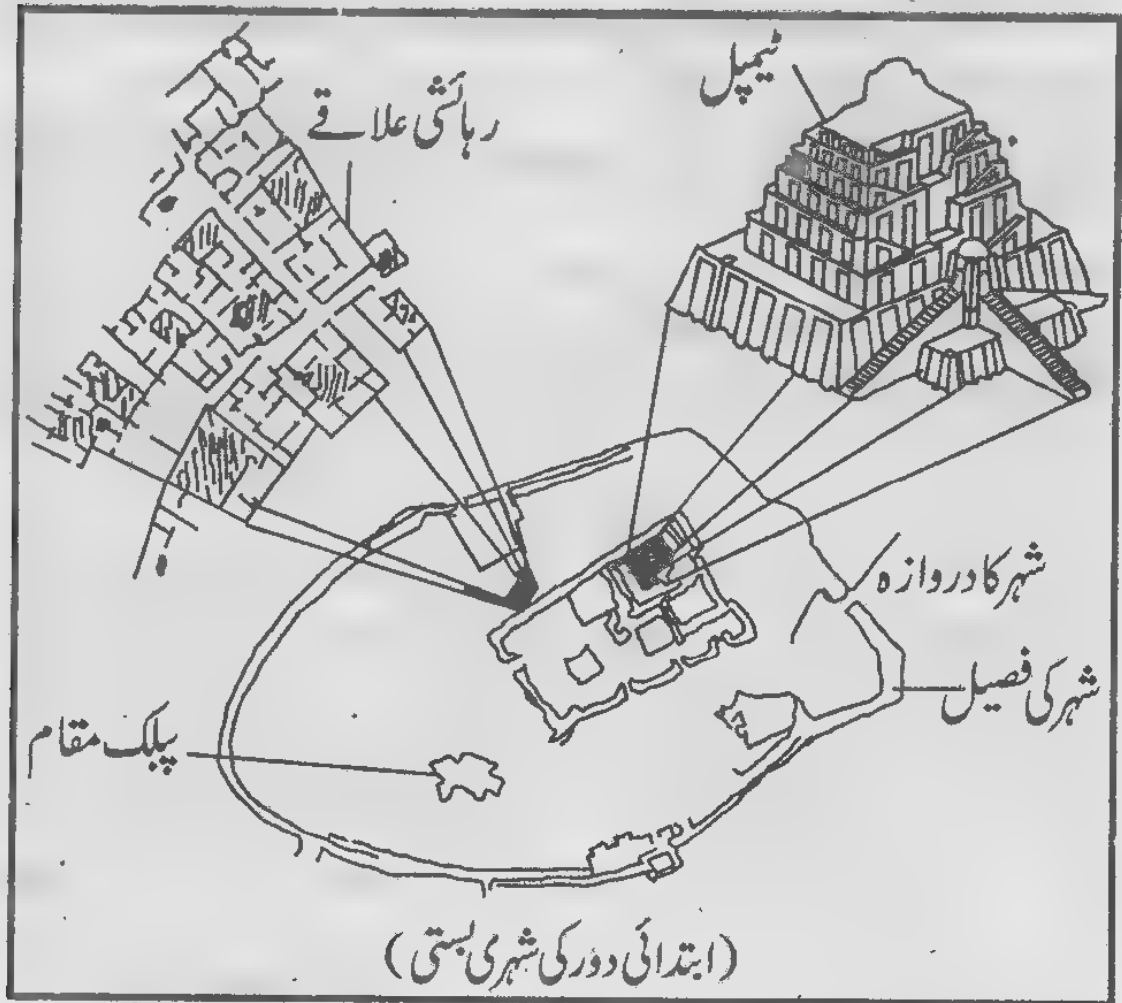 ٹیمپل
رہائشی علاقے
شہر کا دروازہ
شہر کی فصیل
پبلک مقام
(ابتدائی دور کی شہری بستی)